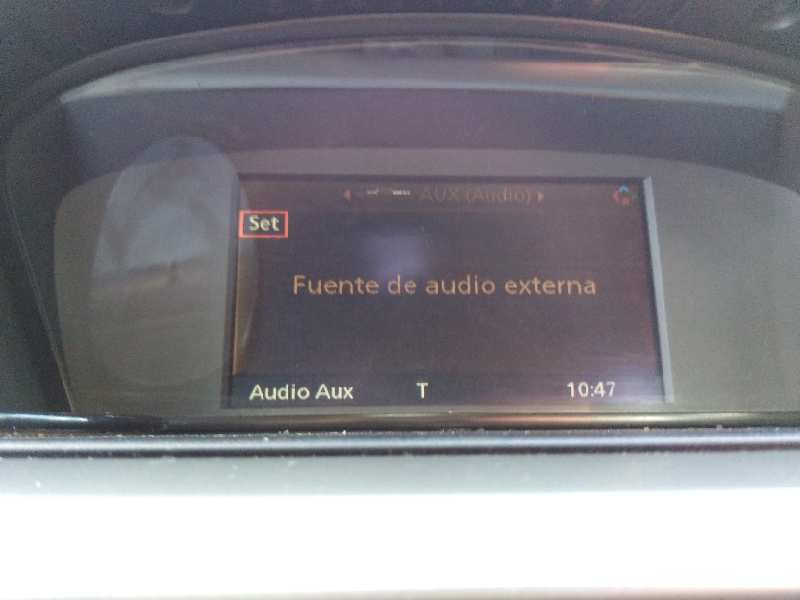 AUX (Audio)
Set
Fuente de audio externa
Audio Aux T 10:47